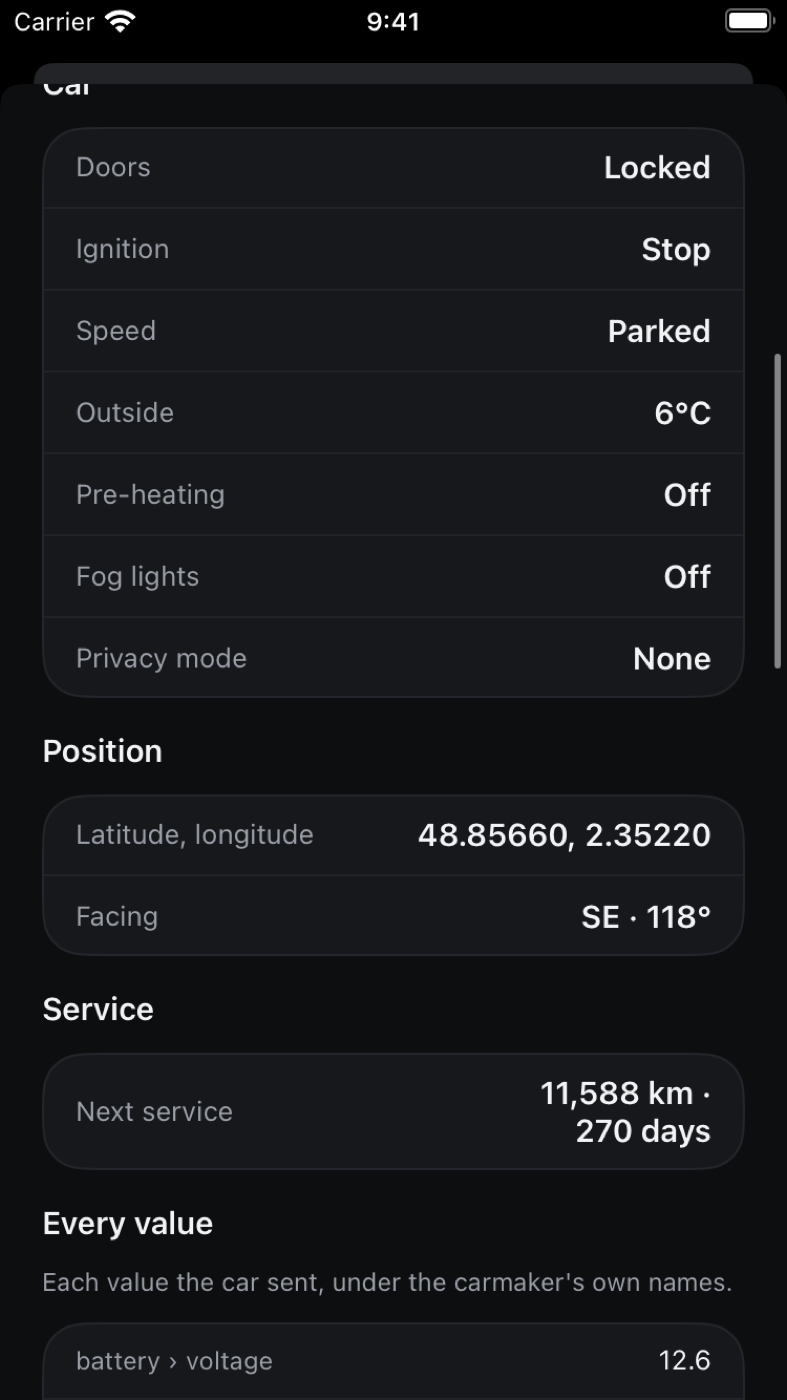 Carrier
9:41
Car
Doors
Locked
Ignition
Stop
Speed
Parked
Outside
6°C
Pre-heating
Off
Fog lights
Off
Privacy mode
None
Position
Latitude, longitude
48.85660, 2.35220
Facing
SE · 118°
Service
Next service
11,588 km ·
270 days
Every value
Each value the car sent, under the carmaker's own names.
battery › voltage
12.6